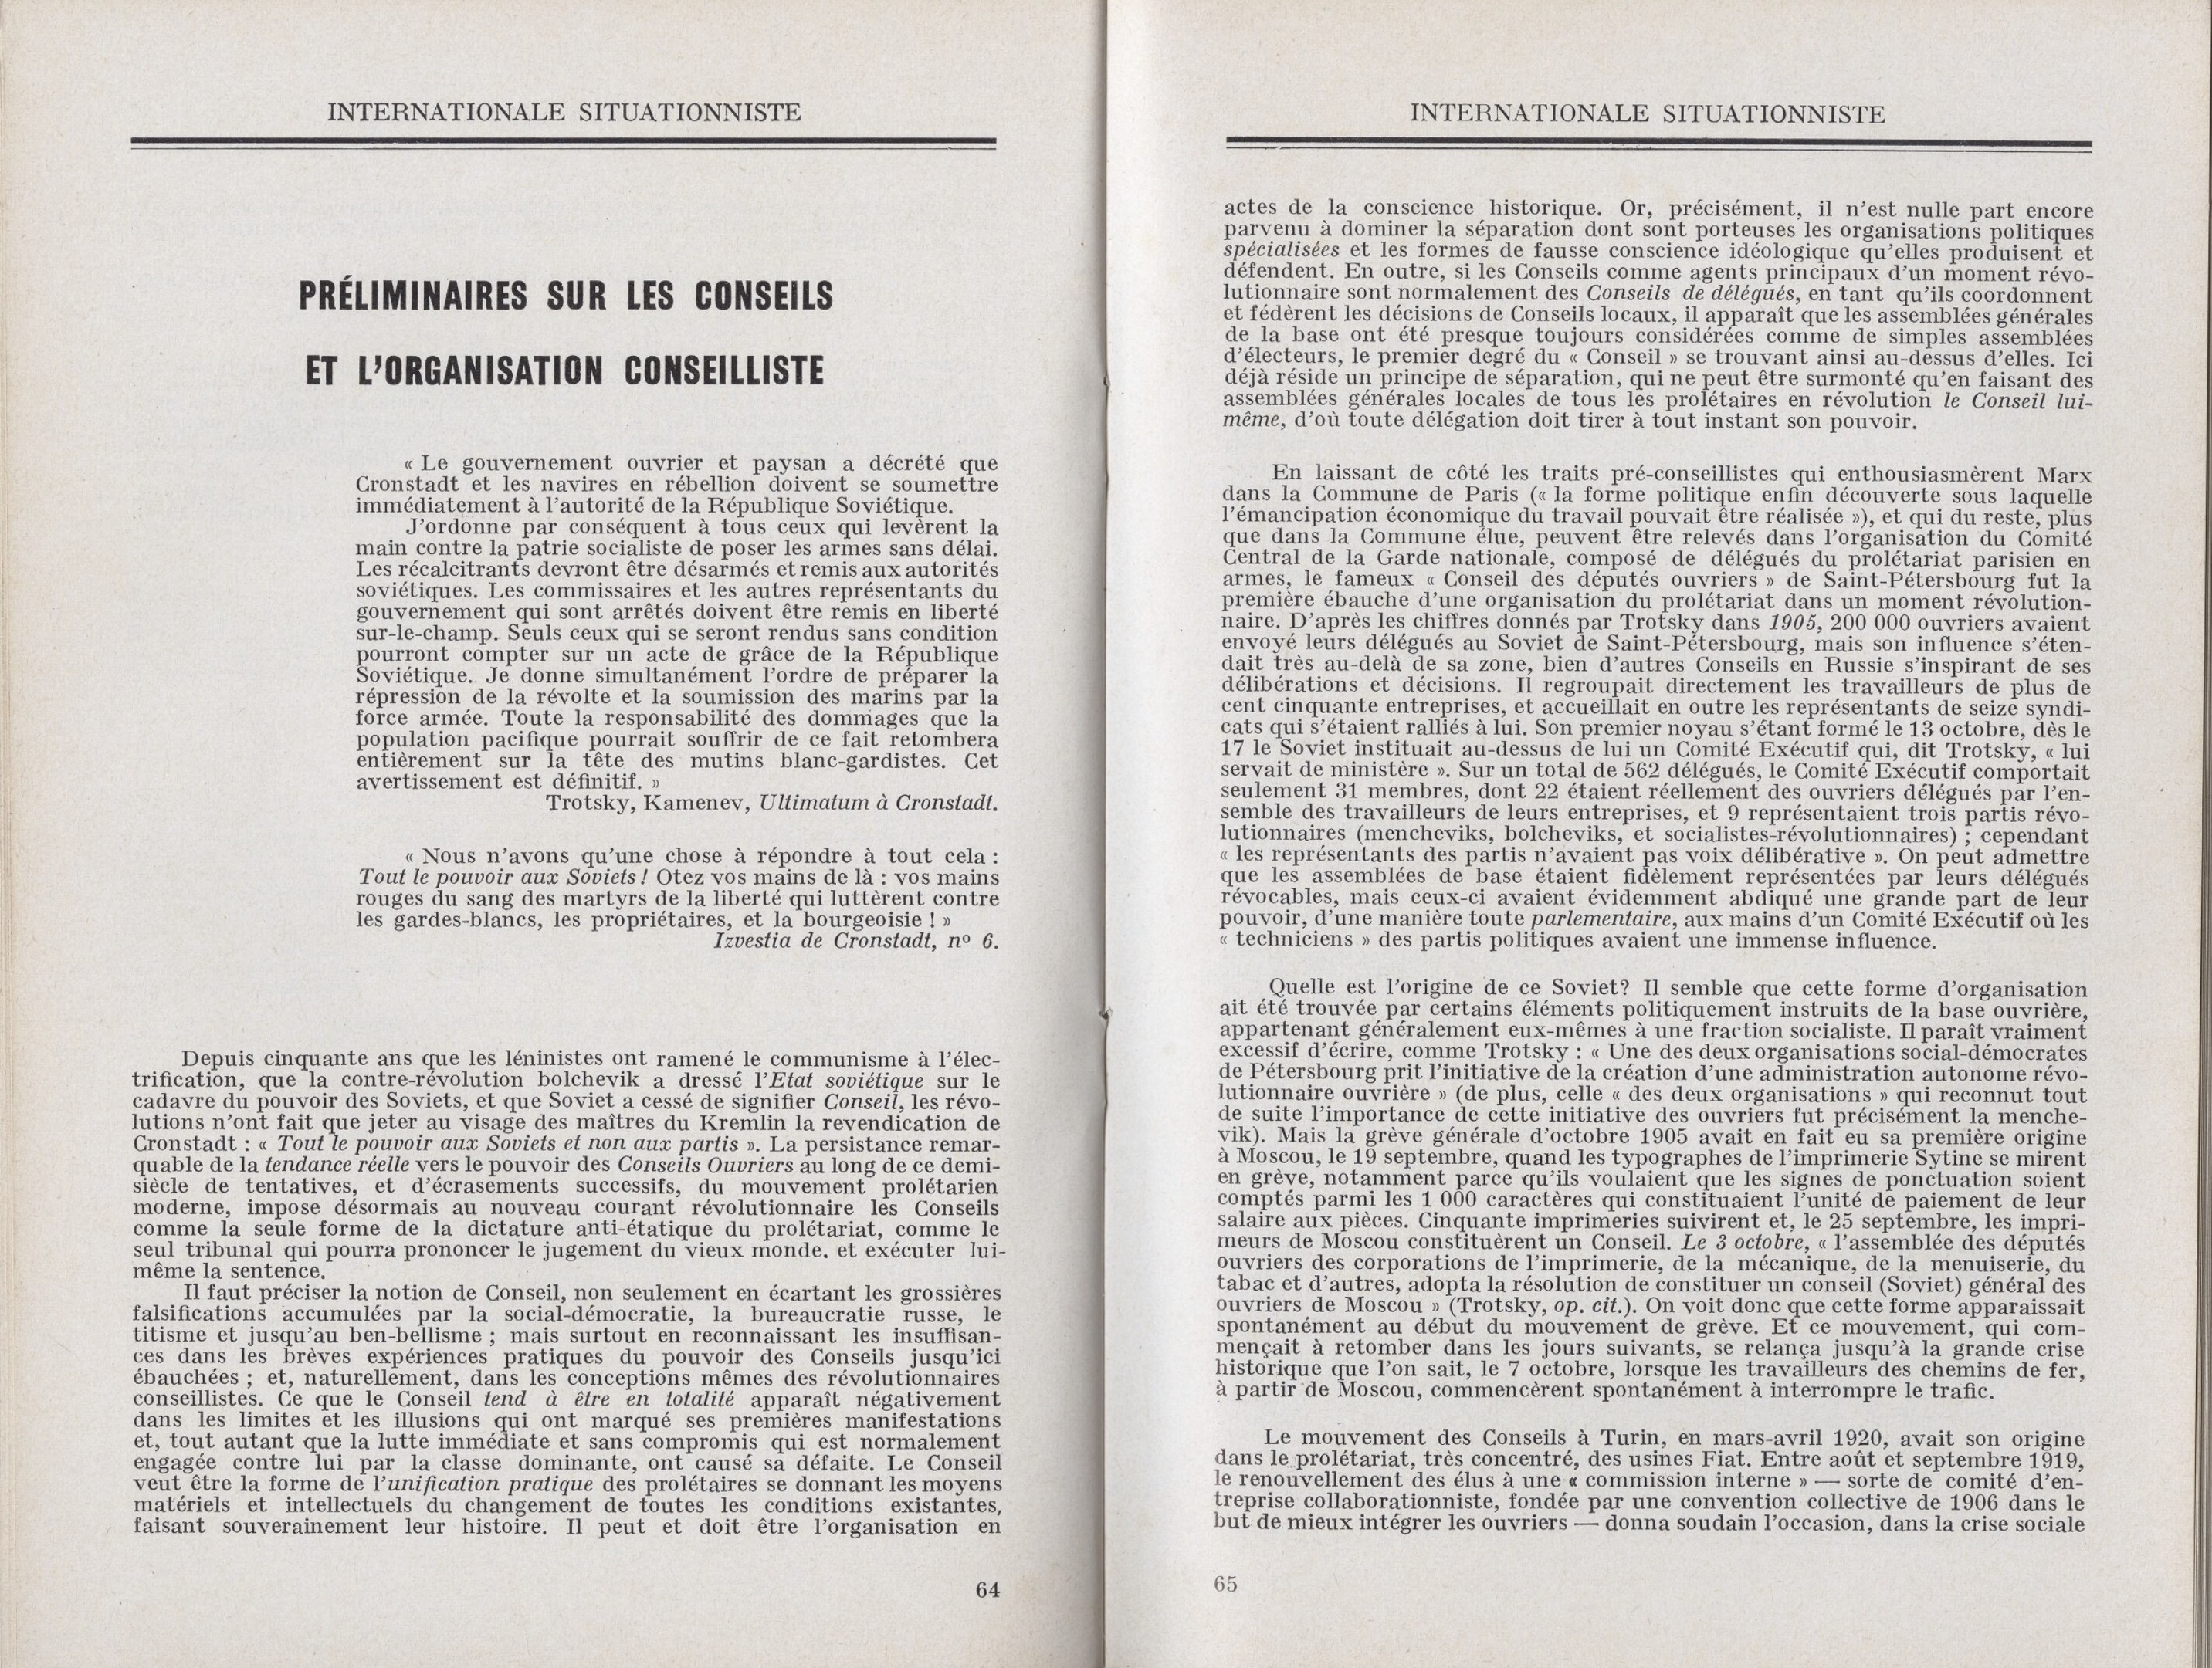 INTERNATIONALE SITUATIONNISTE
PRÉLIMINAIRES SUR LES CONSEILS
ET L'ORGANISATION CONSEILLISTE
« Le gouvernement ouvrier et paysan a décrété que
Cronstadt et les navires en rébellion doivent se soumettre
immédiatement à l'autorité de la République Soviétique.
J'ordonne par conséquent à tous ceux qui levèrent la
main contre la patrie socialiste de poser les armes sans délai.
Les récalcitrants devront être désarmés et remis aux autorités
soviétiques. Les commissaires et les autres représentants du
gouvernement qui sont arrêtés doivent être remis en liberté
sur-le-champ. Seuls ceux qui se seront rendus sans condition
pourront compter sur un acte de grâce de la République
Soviétique. Je donne simultanément l'ordre de préparer la
répression de la révolte et la soumission des marins par la
force armée. Toute la responsabilité des dommages que la
population pacifique pourrait souffrir de ce fait retombera
entièrement sur la tête des mutins blanc-gardistes. Cet
avertissement est définitif. »
Trotsky, Kamenev, Ultimatum à Cronstadt.
« Nous n'avons qu'une chose à répondre à tout cela :
Tout le pouvoir aux Soviets ! Otez vos mains de là : vos mains
rouges du sang des martyrs de la liberté qui luttèrent contre
les gardes-blancs, les propriétaires, et la bourgeoisie ! »
Izvestia de Cronstadt, nº 6.
Depuis cinquante ans que les léninistes ont ramené le communisme à l'élec-
trification, que la contre-révolution bolchevik a dressé l'Etat soviétique sur le
cadavre du pouvoir des Soviets, et que Soviet a cessé de signifier Conseil, les révo-
lutions n'ont fait que jeter au visage des maîtres du Kremlin la revendication de
Cronstadt : « Tout le pouvoir aux Soviets et non aux partis ». La persistance remar-
quable de la tendance réelle vers le pouvoir des Conseils Ouvriers au long de ce demi-
siècle de tentatives, et d'écrasements successifs, du mouvement prolétarien
moderne, impose désormais au nouveau courant révolutionnaire les Conseils
comme la seule forme de la dictature anti-étatique du prolétariat, comme le
seul tribunal qui pourra prononcer le jugement du vieux monde. et exécuter lui-
même la sentence.
Il faut préciser la notion de Conseil, non seulement en écartant les grossières
falsifications accumulées par la social-démocratie, la bureaucratie russe, le
titisme et jusqu'au ben-bellisme ; mais surtout en reconnaissant les insuffisan-
ces dans les brèves expériences pratiques du pouvoir des Conseils jusqu'ici
ébauchées ; et, naturellement, dans les conceptions mêmes des révolutionnaires
conseillistes. Ce que le Conseil tend à être en totalité apparaît négativement
dans les limites et les illusions qui ont marqué ses premières manifestations
et, tout autant que la lutte immédiate et sans compromis qui est normalement
engagée contre lui par la classe dominante, ont causé sa défaite. Le Conseil
veut être la forme de l'unification pratique des prolétaires se donnant les moyens
matériels et intellectuels du changement de toutes les conditions existantes,
faisant souverainement leur histoire. Il peut et doit être l'organisation en
64
INTERNATIONALE SITUATIONNISTE
actes de la conscience historique. Or, précisément, il n'est nulle part encore
parvenu à dominer la séparation dont sont porteuses les organisations politiques
spécialisées et les formes de fausse conscience idéologique qu'elles produisent et
défendent. En outre, si les Conseils comme agents principaux d'un moment révo-
lutionnaire sont normalement des Conseils de délégués, en tant qu'ils coordonnent
et fédèrent les décisions de Conseils locaux, il apparaît que les assemblées générales
de la base ont été presque toujours considérées comme de simples assemblées
d'électeurs, le premier degré du « Conseil » se trouvant ainsi au-dessus d'elles. Ici
déjà réside un principe de séparation, qui ne peut être surmonté qu'en faisant des
assemblées générales locales de tous les prolétaires en révolution le Conseil lui-
même, d'où toute délégation doit tirer à tout instant son pouvoir.
En laissant de côté les traits pré-conseillistes qui enthousiasmèrent Marx
dans la Commune de Paris (« la forme politique enfin découverte sous laquelle
l'émancipation économique du travail pouvait être réalisée »), et qui du reste, plus
que dans la Commune élue, peuvent être relevés dans l'organisation du Comité
Central de la Garde nationale, composé de délégués du prolétariat parisien en
armes, le fameux « Conseil des députés ouvriers » de Saint-Pétersbourg fut la
première ébauche d'une organisation du prolétariat dans un moment révolution-
naire. D'après les chiffres donnés par Trotsky dans 1905, 200 000 ouvriers avaient
envoyé leurs délégués au Soviet de Saint-Pétersbourg, mais son influence s'éten-
dait très au-delà de sa zone, bien d'autres Conseils en Russie s'inspirant de ses
délibérations et décisions. Il regroupait directement les travailleurs de plus de
cent cinquante entreprises, et accueillait en outre les représentants de seize syndi-
cats qui s'étaient ralliés à lui. Son premier noyau s'étant formé le 13 octobre, dès le
17 le Soviet instituait au-dessus de lui un Comité Exécutif qui, dit Trotsky, « lui
servait de ministère ». Sur un total de 562 délégués, le Comité Exécutif comportait
seulement 31 membres, dont 22 étaient réellement des ouvriers délégués par l'en-
semble des travailleurs de leurs entreprises, et 9 représentaient trois partis révo-
lutionnaires (mencheviks, bolcheviks, et socialistes-révolutionnaires) ; cependant
« les représentants des partis n'avaient pas voix délibérative ». On peut admettre
que les assemblées de base étaient fidèlement représentées par leurs délégués
révocables, mais ceux-ci avaient évidemment abdiqué une grande part de leur
pouvoir, d'une manière toute parlementaire, aux mains d'un Comité Exécutif où les
« techniciens » des partis politiques avaient une immense influence.
Quelle est l'origine de ce Soviet? Il semble que cette forme d'organisation
ait été trouvée par certains éléments politiquement instruits de la base ouvrière,
appartenant généralement eux-mêmes à une fraction socialiste. Il paraît vraiment
excessif d'écrire, comme Trotsky : « Une des deux organisations social-démocrates
de Pétersbourg prit l'initiative de la création d'une administration autonome révo-
lutionnaire ouvrière » (de plus, celle « des deux organisations » qui reconnut tout
de suite l'importance de cette initiative des ouvriers fut précisément la menche-
vik). Mais la grève générale d'octobre 1905 avait en fait eu sa première origine
à Moscou, le 19 septembre, quand les typographes de l'imprimerie Sytine se mirent
en grève, notamment parce qu'ils voulaient que les signes de ponctuation soient
comptés parmi les 1 000 caractères qui constituaient l'unité de paiement de leur
salaire aux pièces. Cinquante imprimeries suivirent et, le 25 septembre, les impri-
meurs de Moscou constituèrent un Conseil. Le 3 octobre, « l'assemblée des députés
ouvriers des corporations de l'imprimerie, de la mécanique, de la menuiserie, du
tabac et d'autres, adopta la résolution de constituer un conseil (Soviet) général des
ouvriers de Moscou » (Trotsky, op. cit.). On voit donc que cette forme apparaissait
spontanément au début du mouvement de grève. Et ce mouvement, qui com-
mençait à retomber dans les jours suivants, se relança jusqu'à la grande crise
historique que l'on sait, le 7 octobre, lorsque les travailleurs des chemins de fer,
à partir de Moscou, commencèrent spontanément à interrompre le trafic.
Le mouvement des Conseils à Turin, en mars-avril 1920, avait son origine
dans le prolétariat, très concentré, des usines Fiat. Entre août et septembre 1919,
le renouvellement des élus à une « commission interne » — sorte de comité d'en-
treprise collaborationniste, fondée par une convention collective de 1906 dans le
but de mieux intégrer les ouvriers — donna soudain l'occasion, dans la crise sociale
65